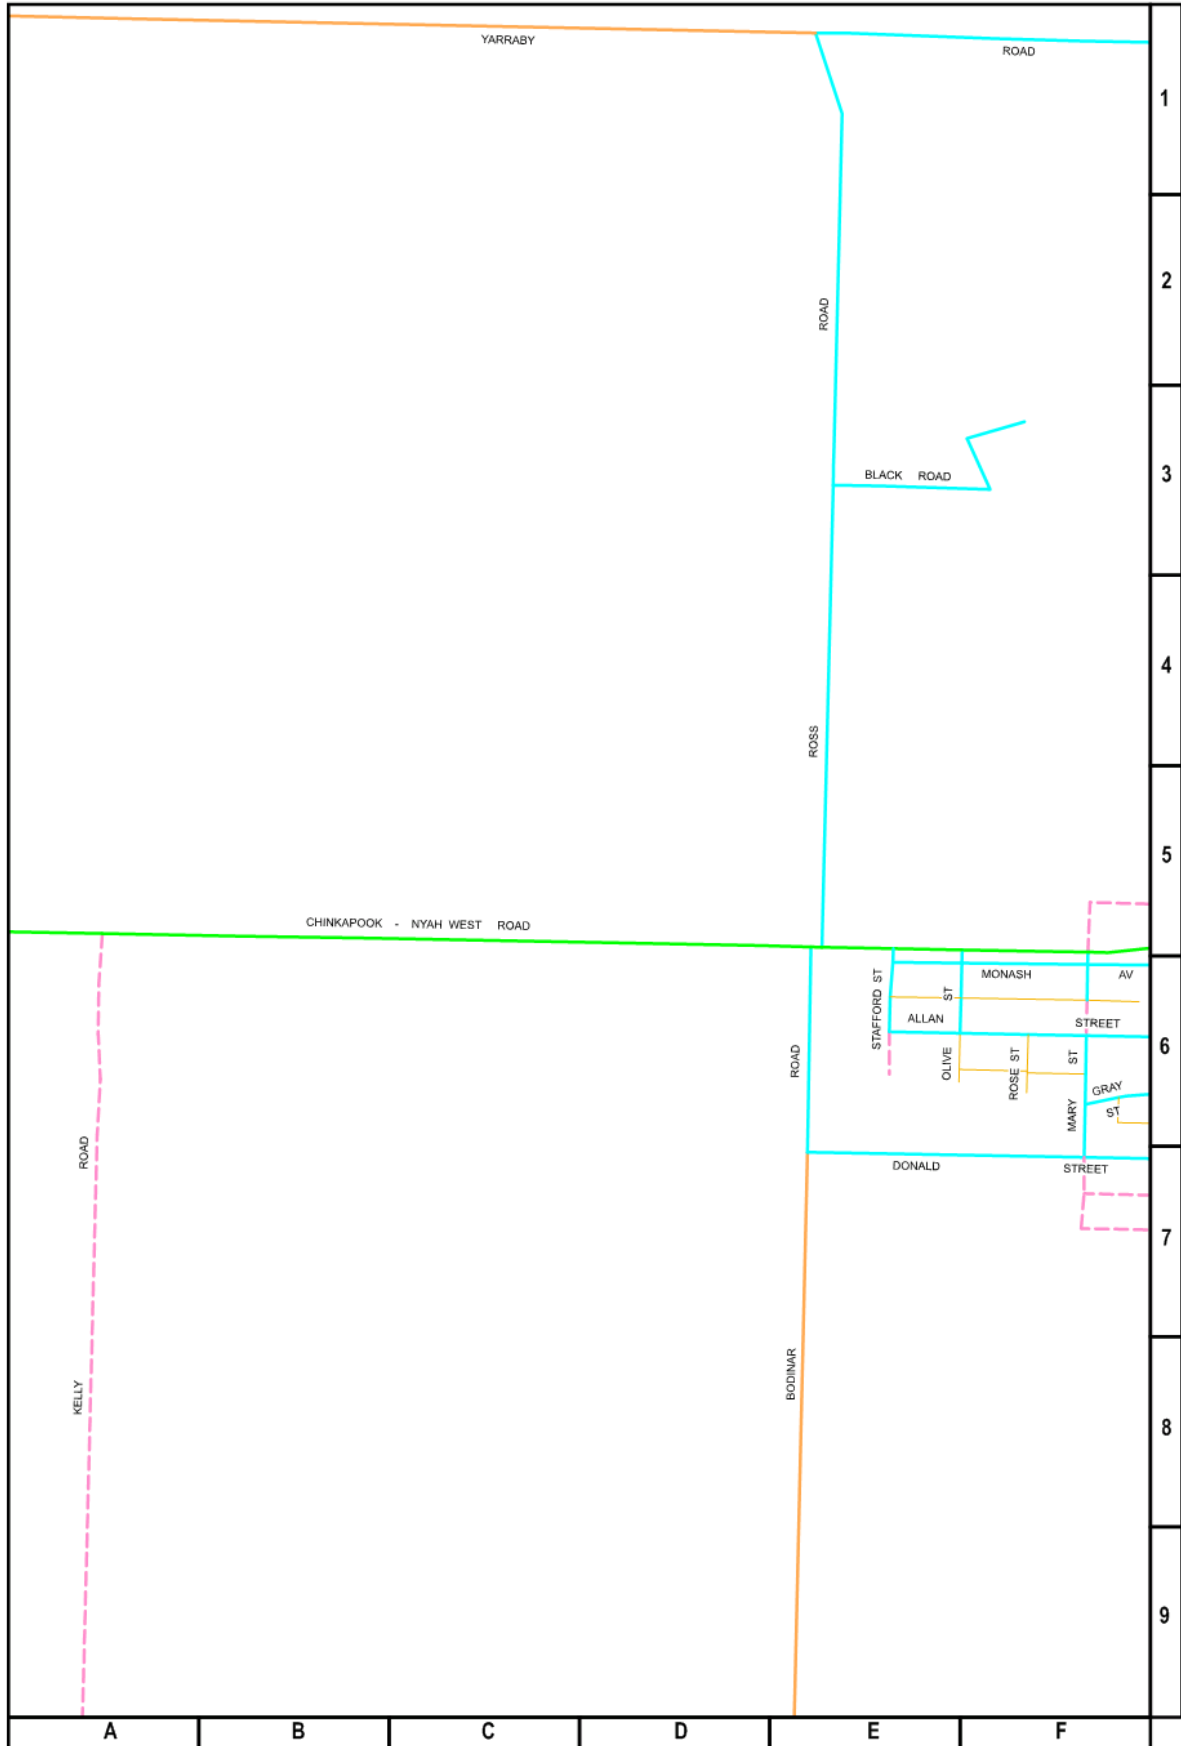 YARRABY
ROAD
1
2
ROAD
BLACK ROAD
3
4
ROSS
5
CHINKAPOOK - NYAH WEST ROAD
STAFFORD ST
MONASH
AV
ST
ALLAN
STREET
6
ROAD
OLIVE
ROSE ST
ST
GRAY
ST
MARY
ROAD
DONALD
STREET
7
KELLY
BODINAR
8
9
A B C D E F